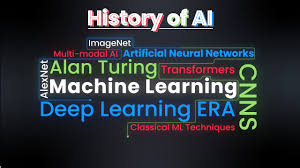 History of AI
ImageNet
Multi-modal AI
Artificial Neural Networks
AlexNet
Alan Turing
Transformers
CNNS
Machine Learning
Deep Learning
ERA
Classical ML Techniques